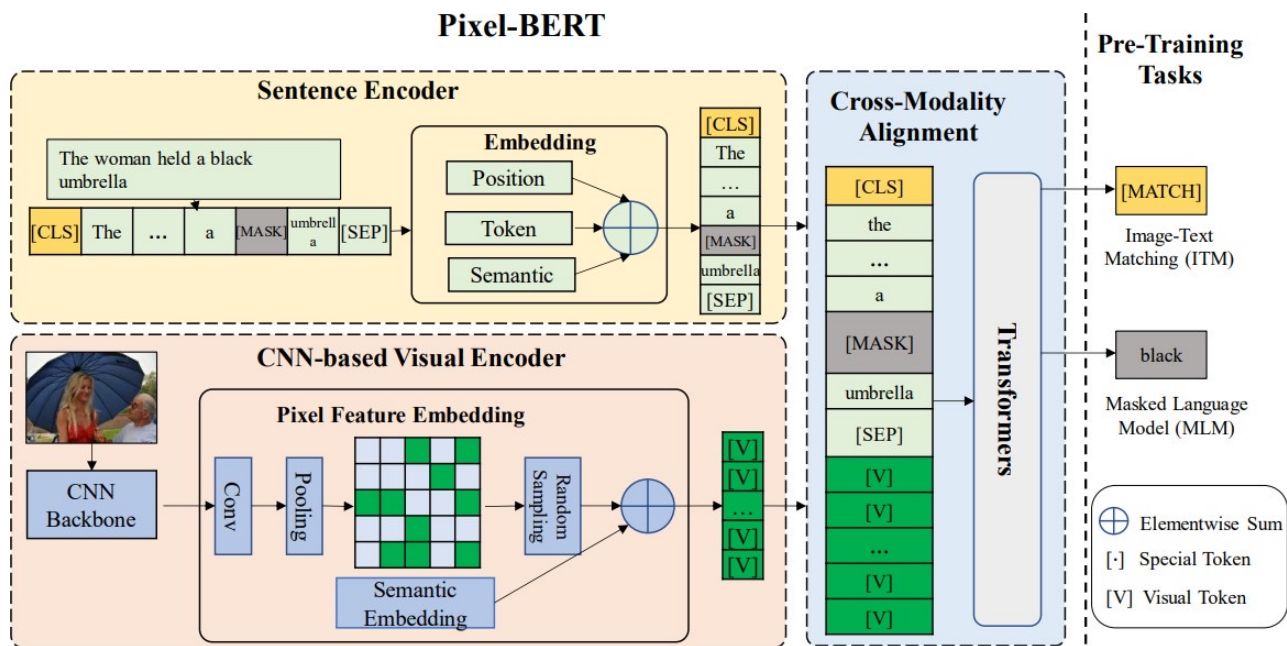 Pixel-BERT
Sentence Encoder
The woman held a black
umbrella
[CLS] The ... a [MASK] umbrell
a [SEP]
Embedding
Position
Token
Semantic
[CLS]
The
...
a
[MASK]
umbrella
[SEP]
CNN-based Visual Encoder
CNN
Backbone
Pixel Feature Embedding
Conv
Pooling
Random
Sampling
Semantic
Embedding
[V]
[V]
...
[V]
[V]
Cross-Modality
Alignment
[CLS]
the
...
a
[MASK]
umbrella
[SEP]
[V]
[V]
...
[V]
[V]
Transformers
Pre-Training
Tasks
[MATCH]
Image-Text
Matching (ITM)
black
Masked Language
Model (MLM)
Elementwise Sum
[·] Special Token
[V] Visual Token